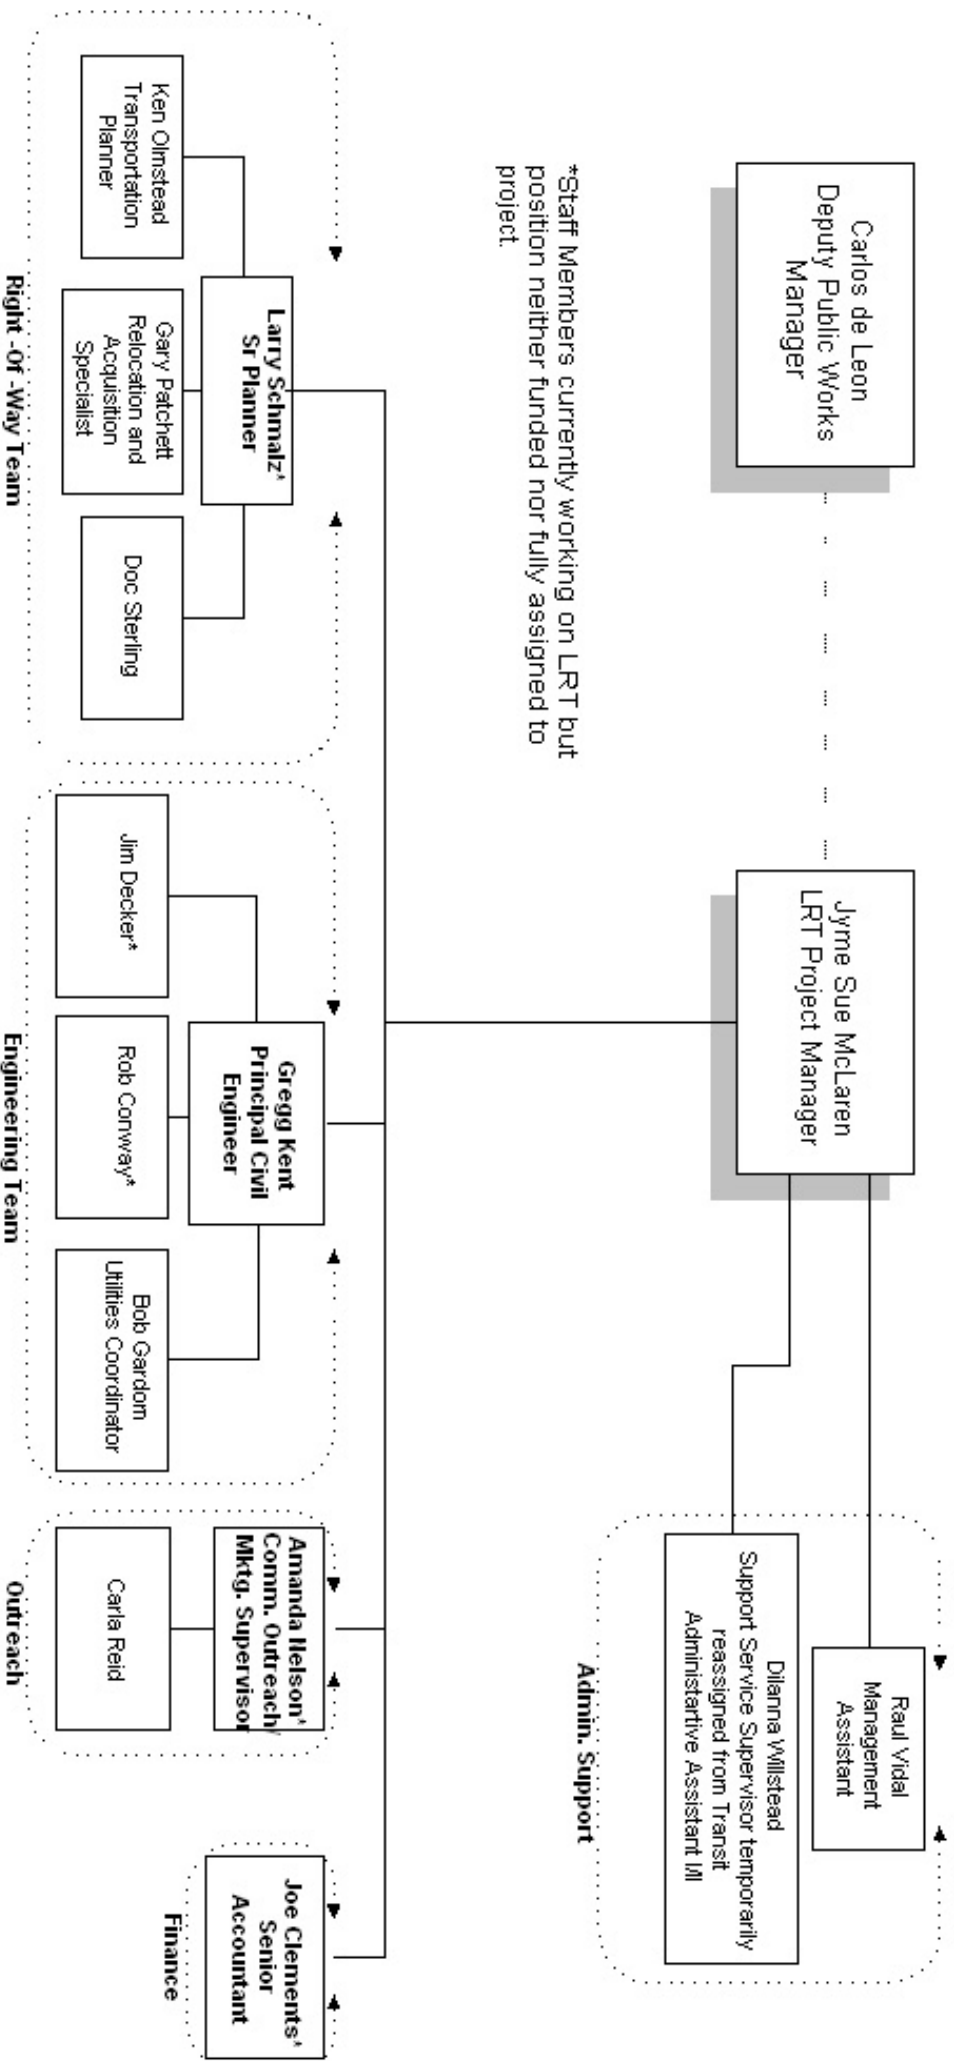 Carlos de Leon
Deputy Public Works
Manager
Jyme Sue McLaren
LRT Project Manager
Raul Vidal
Management
Assistant
Dilanna Willstead
Support Service Supervisor temporarily
reassigned from Transit
Administartive Assistant I/II
Admin. Support
*Staff Members currently working on LRT but
position neither funded nor fully assigned to
project.
Larry Schmalz*
Sr Planner
Ken Olmstead
Transportation
Planner
Gary Patchett
Relocation and
Acquisition
Specialist
Doc Sterling
Right -Of -Way Team
Gregg Kent
Principal Civil
Engineer
Jim Decker*
Rob Conway*
Bob Gardom
Utilities Coordinator
Engineering Team
Amanda Nelson*
Comm. Outreach/
Mktg. Supervisor
Carla Reid
Outreach
Joe Clements*
Senior
Accountant
Finance